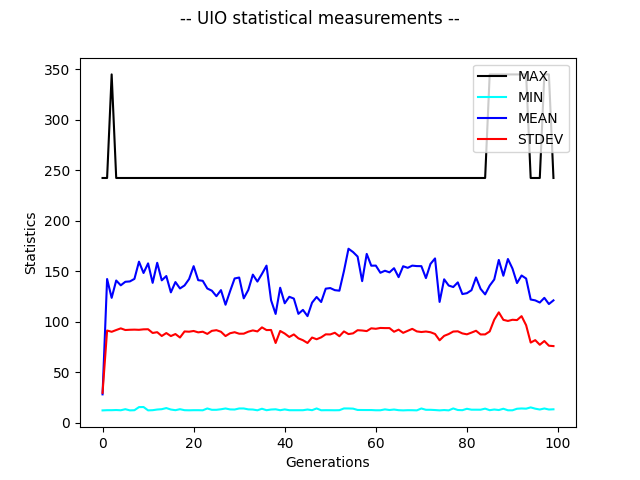 -- UIO statistical measurements --
350
300
250
200
150
100
50
0
Statistics
MAX
MIN
MEAN
STDEV
0 20 40 60 80 100
Generations